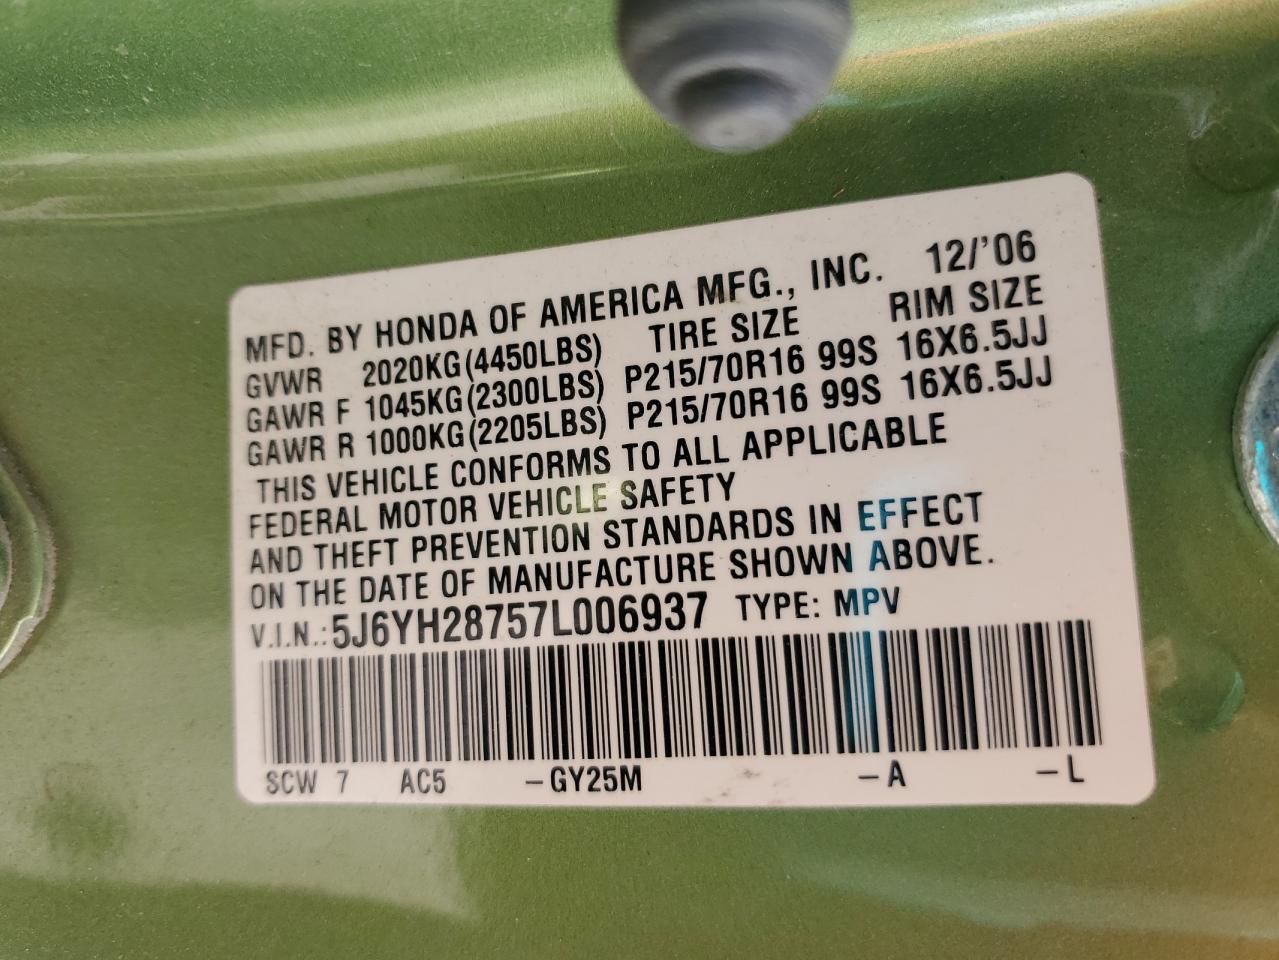 MFD. BY HONDA OF AMERICA MFG., INC. 12/'06
GVWR 2020KG(4450LBS) TIRE SIZE RIM SIZE
GAWR F 1045KG(2300LBS) P215/70R16 99S 16X6.5JJ
GAWR R 1000KG(2205LBS) P215/70R16 99S 16X6.5JJ
THIS VEHICLE CONFORMS TO ALL APPLICABLE
FEDERAL MOTOR VEHICLE SAFETY
AND THEFT PREVENTION STANDARDS IN EFFECT
ON THE DATE OF MANUFACTURE SHOWN ABOVE.
V.I.N.:5J6YH28757L006937 TYPE: MPV
SCW 7 AC5 -GY25M -A -L